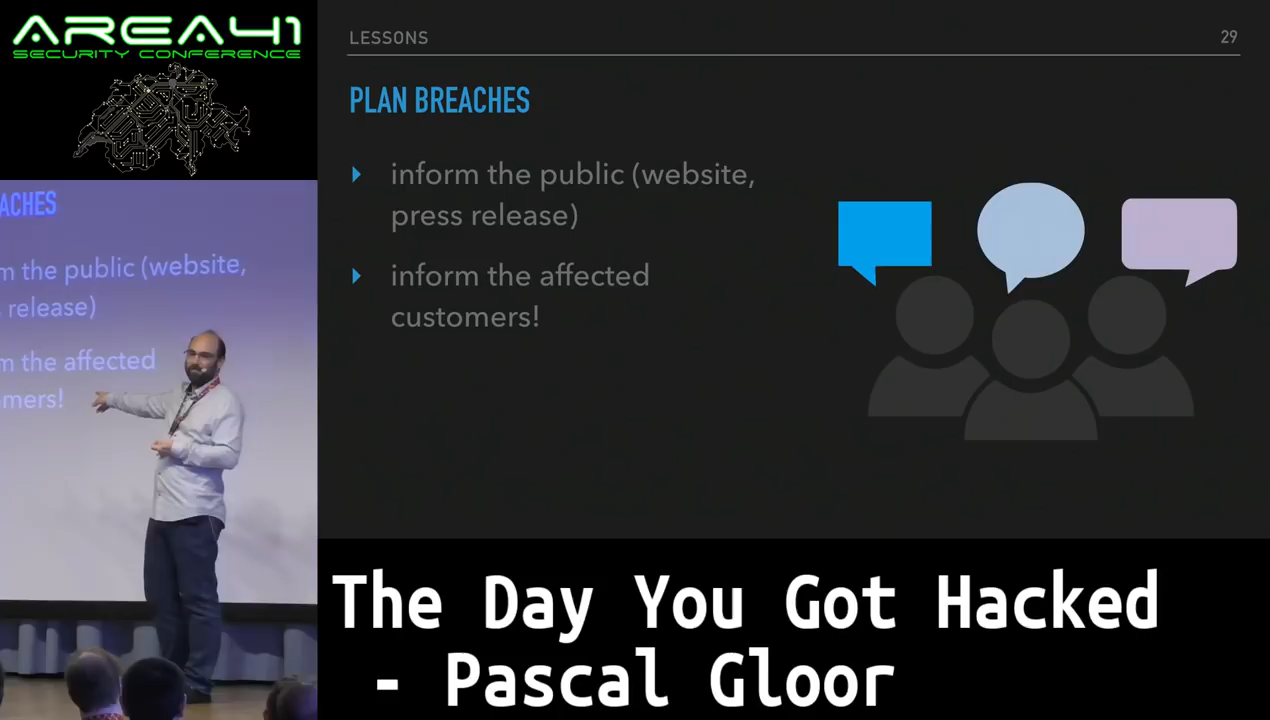 AREA41
SECURITY CONFERENCE
LESSONS
29
PLAN BREACHES
inform the public (website,
press release)
inform the affected
customers!
ACHES
m the public (website,
release)
m the affected
mers!
The Day You Got Hacked
- Pascal Gloor